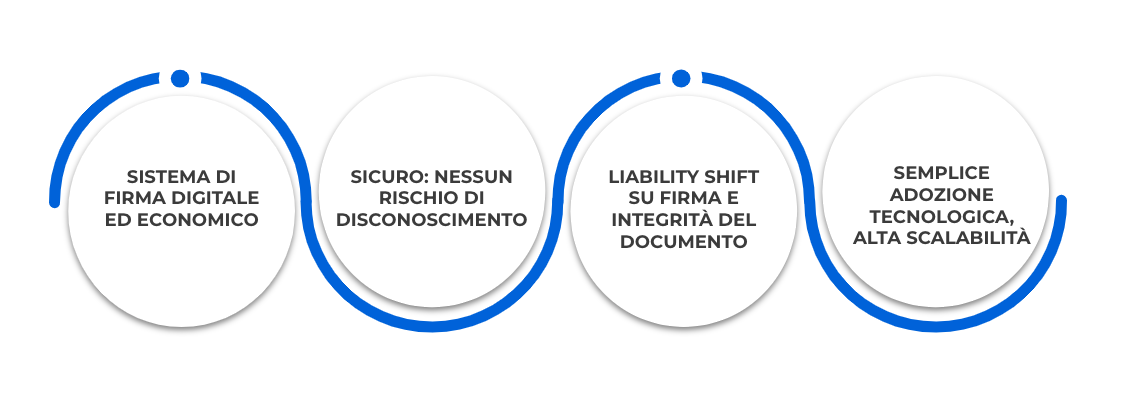 SISTEMA DI
FIRMA DIGITALE
ED ECONOMICO
SICURO: NESSUN
RISCHIO DI
DISCONOSCIMENTO
LIABILITY SHIFT
SU FIRMA E
INTEGRITÀ DEL
DOCUMENTO
SEMPLICE
ADOZIONE
TECNOLOGICA,
ALTA SCALABILITÀ